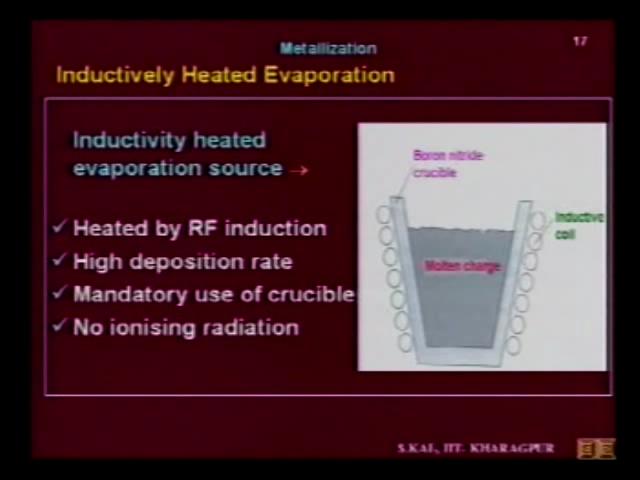 Metallization
17
Inductively Heated Evaporation
Inductivity heated
evaporation source →
✓ Heated by RF induction
✓ High deposition rate
✓ Mandatory use of crucible
✓ No ionising radiation
Boron nitride
crucible
Inductive
coil
Molten charge
S.KAL, IIT- KHARAGPUR